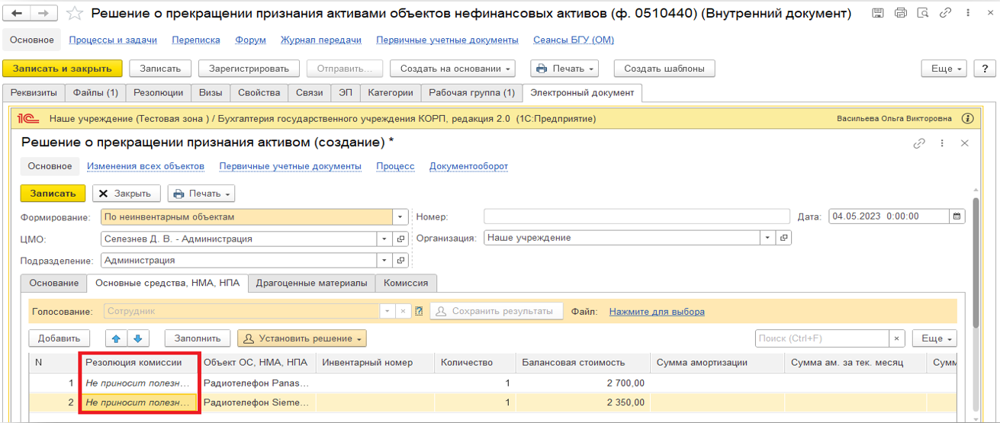 Решение о прекращении признания активами объектов нефинансовых активов (ф. 0510440) (Внутренний документ)
Основное Процессы и задачи Переписка Форум Журнал передачи Первичные учетные документы Сеансы БГУ (ОМ)
Записать и закрыть Записать Зарегистрировать Отправить... Создать на основании Печать Создать шаблоны Еще ?
Реквизиты Файлы (1) Резолюции Визы Свойства Связи ЭП Категории Рабочая группа (1) Электронный документ
1С Наше учреждение (Тестовая зона ) / Бухгалтерия государственного учреждения КОРП, редакция 2.0 (1С:Предприятие) Васильева Ольга Викторовна
Решение о прекращении признания активом (создание) *
Основное Изменения всех объектов Первичные учетные документы Процесс Документооборот
Записать Закрыть Печать
Формирование: По неинвентарным объектам Номер: Дата: 04.05.2023 0:00:00
ЦМО: Селезнев Д. В. - Администрация Организация: Наше учреждение
Подразделение: Администрация
Основание Основные средства, НМА, НПА Драгоценные материалы Комиссия
Голосование: Сотрудник Сохранить результаты Файл: Нажмите для выбора
Добавить Заполнить Установить решение Поиск (Ctrl+F) × Еще
N Резолюция комиссии Объект ОС, НМА, НПА Инвентарный номер Количество Балансовая стоимость Сумма амортизации Сумма ам. за тек. месяц Сумм
1 Не приносит полезн... Радиотелефон Panas... 1 2 700,00
2 Не приносит полезн... Радиотелефон Sieme... 1 2 350,00